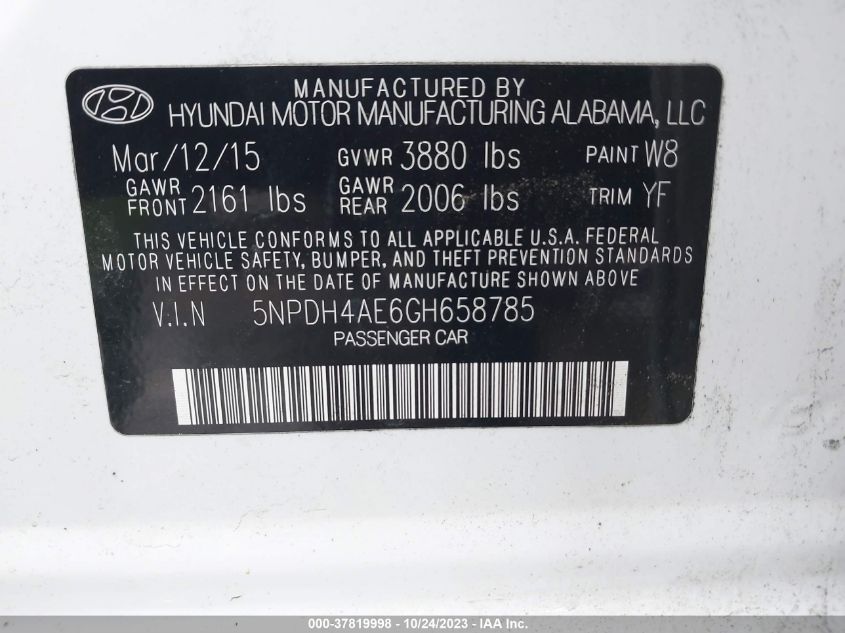 MANUFACTURED BY
HYUNDAI MOTOR MANUFACTURING ALABAMA, LLC
Mar/12/15 GVWR 3880 lbs PAINT W8
GAWR FRONT 2161 lbs GAWR REAR 2006 lbs TRIM YF
THIS VEHICLE CONFORMS TO ALL APPLICABLE U.S.A. FEDERAL
MOTOR VEHICLE SAFETY, BUMPER, AND THEFT PREVENTION STANDARDS
IN EFFECT ON THE DATE OF MANUFACTURE SHOWN ABOVE
V.I.N 5NPDH4AE6GH658785
PASSENGER CAR
000-37819998 - 10/24/2023 - IAA Inc.